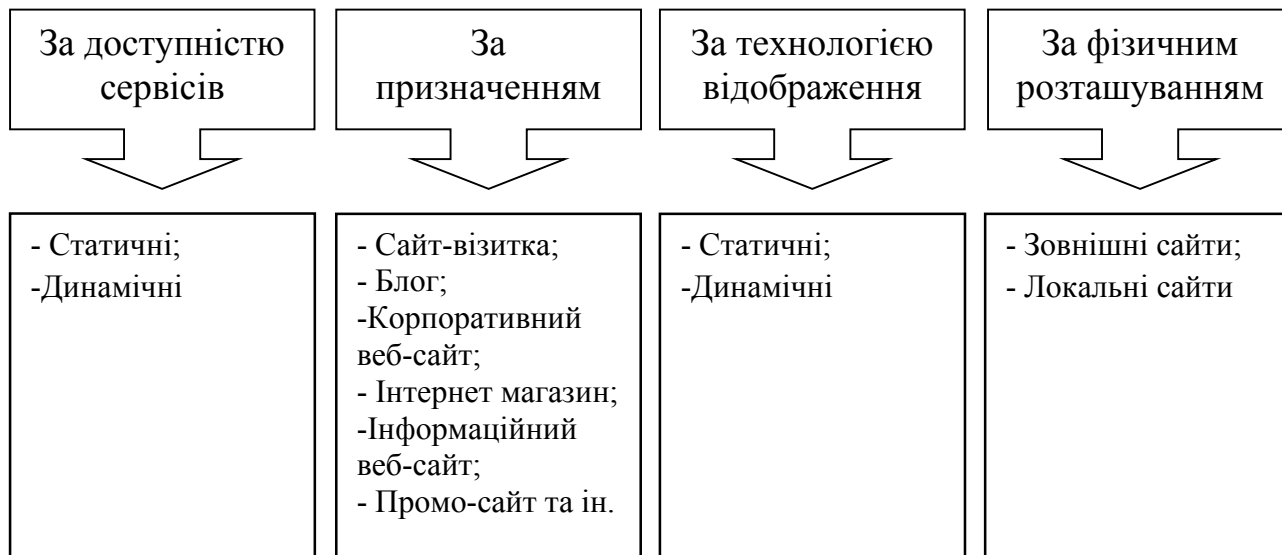 За доступністю
сервісів
За
призначенням
За технологією
відображення
За фізичним
розташуванням
- Статичні;
-Динамічні
- Сайт-візитка;
- Блог;
-Корпоративний
веб-сайт;
- Інтернет магазин;
-Інформаційний
веб-сайт;
- Промо-сайт та ін.
- Статичні;
-Динамічні
- Зовнішні сайти;
- Локальні сайти